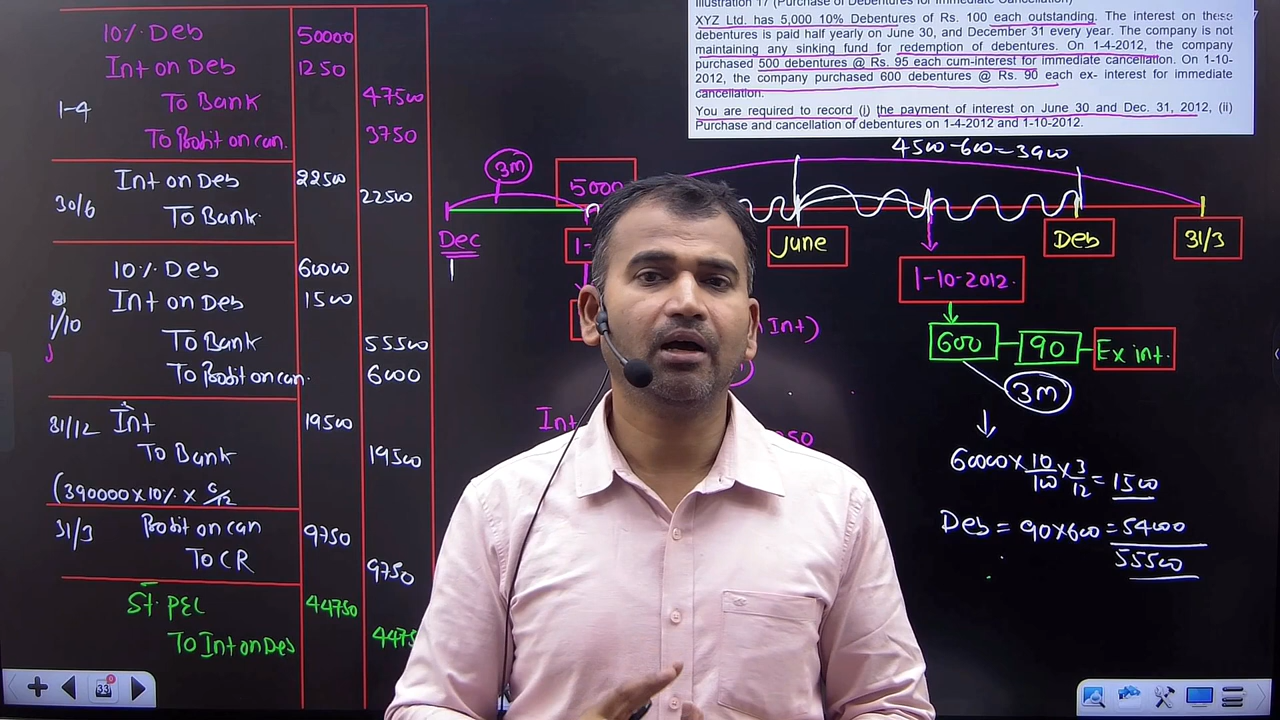 10% Deb 50000
Int on Deb 1250
1-4 To Bank 47500
To Profit on can. 3750
Int on Deb 22500
30/6 To Bank 22500
10% Deb 60000
Int on Deb 1500
1/10 To Bank 55500
To Profit on can. 6000
31/12 Int 19500
To Bank 19500
(390000 x 10% x 6/12
31/3 Profit on can 9750
To CR 9750
St. P&L 44750
To Int on Deb
33
Illustration 17 (Purchase of Debentures for Immediate Cancellation)
XYZ Ltd. has 5,000 10% Debentures of Rs. 100 each outstanding. The interest on these
debentures is paid half yearly on June 30, and December 31 every year. The company is not
maintaining any sinking fund for redemption of debentures. On 1-4-2012, the company
purchased 500 debentures @ Rs. 95 each cum-interest for immediate cancellation. On 1-10-
2012, the company purchased 600 debentures @ Rs. 90 each ex- interest for immediate
cancellation.
You are required to record (i) the payment of interest on June 30 and Dec. 31, 2012, (ii)
Purchase and cancellation of debentures on 1-4-2012 and 1-10-2012.
4500-600=3900
3m
5000
Dec
June
Deb
31/3
1-10-2012.
Int)
600 90 Ex int.
3m
Int
60000 x 10/100 x 3/12 = 1500
Deb = 90x600 = 54000
55500